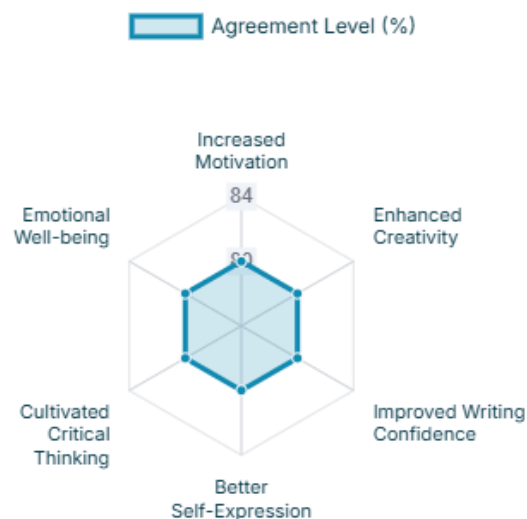 Agreement Level (%)
Increased
Motivation
84
Emotional
Well-being
Enhanced
Creativity
80
Cultivated
Critical
Thinking
Improved Writing
Confidence
Better
Self-Expression